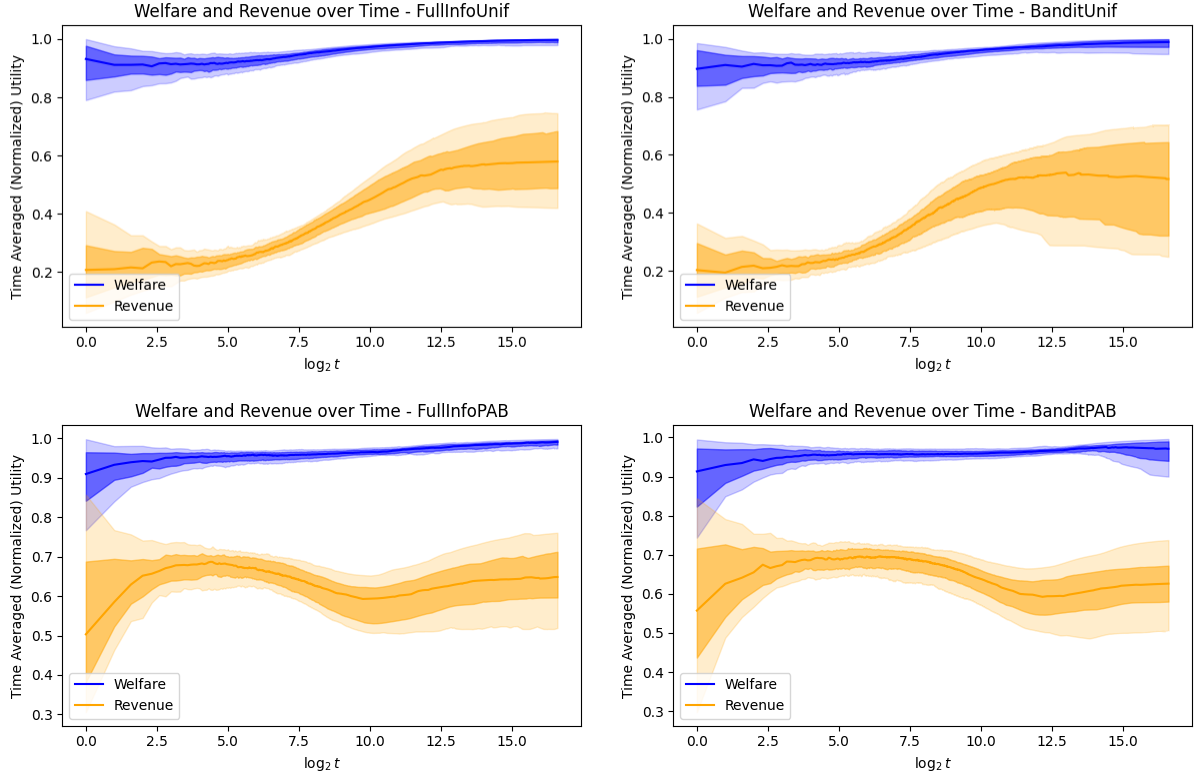 Welfare and Revenue over Time - FullInfoUnif
Time Averaged (Normalized) Utility
1.0
0.8
0.6
0.4
0.2
Welfare
Revenue
0.0 2.5 5.0 7.5 10.0 12.5 15.0
log₂ t
Welfare and Revenue over Time - BanditUnif
Time Averaged (Normalized) Utility
1.0
0.8
0.6
0.4
0.2
Welfare
Revenue
0.0 2.5 5.0 7.5 10.0 12.5 15.0
log₂ t
Welfare and Revenue over Time - FullInfoPAB
Time Averaged (Normalized) Utility
1.0
0.9
0.8
0.7
0.6
0.5
0.4
0.3
Welfare
Revenue
0.0 2.5 5.0 7.5 10.0 12.5 15.0
log₂ t
Welfare and Revenue over Time - BanditPAB
Time Averaged (Normalized) Utility
1.0
0.9
0.8
0.7
0.6
0.5
0.4
0.3
Welfare
Revenue
0.0 2.5 5.0 7.5 10.0 12.5 15.0
log₂ t